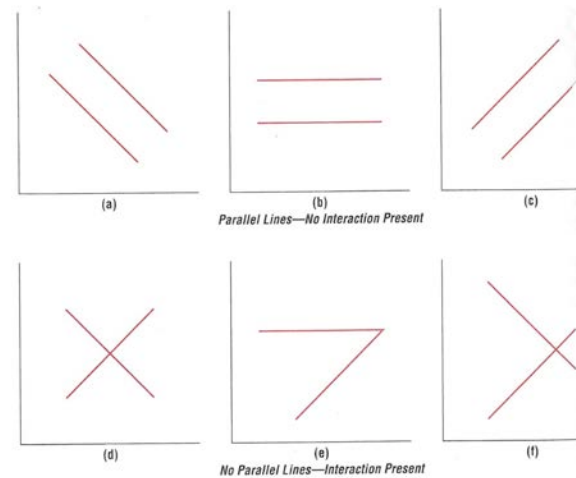 (a) (b) (c)
Parallel Lines—No Interaction Present
(d) (e) (f)
No Parallel Lines—Interaction Present